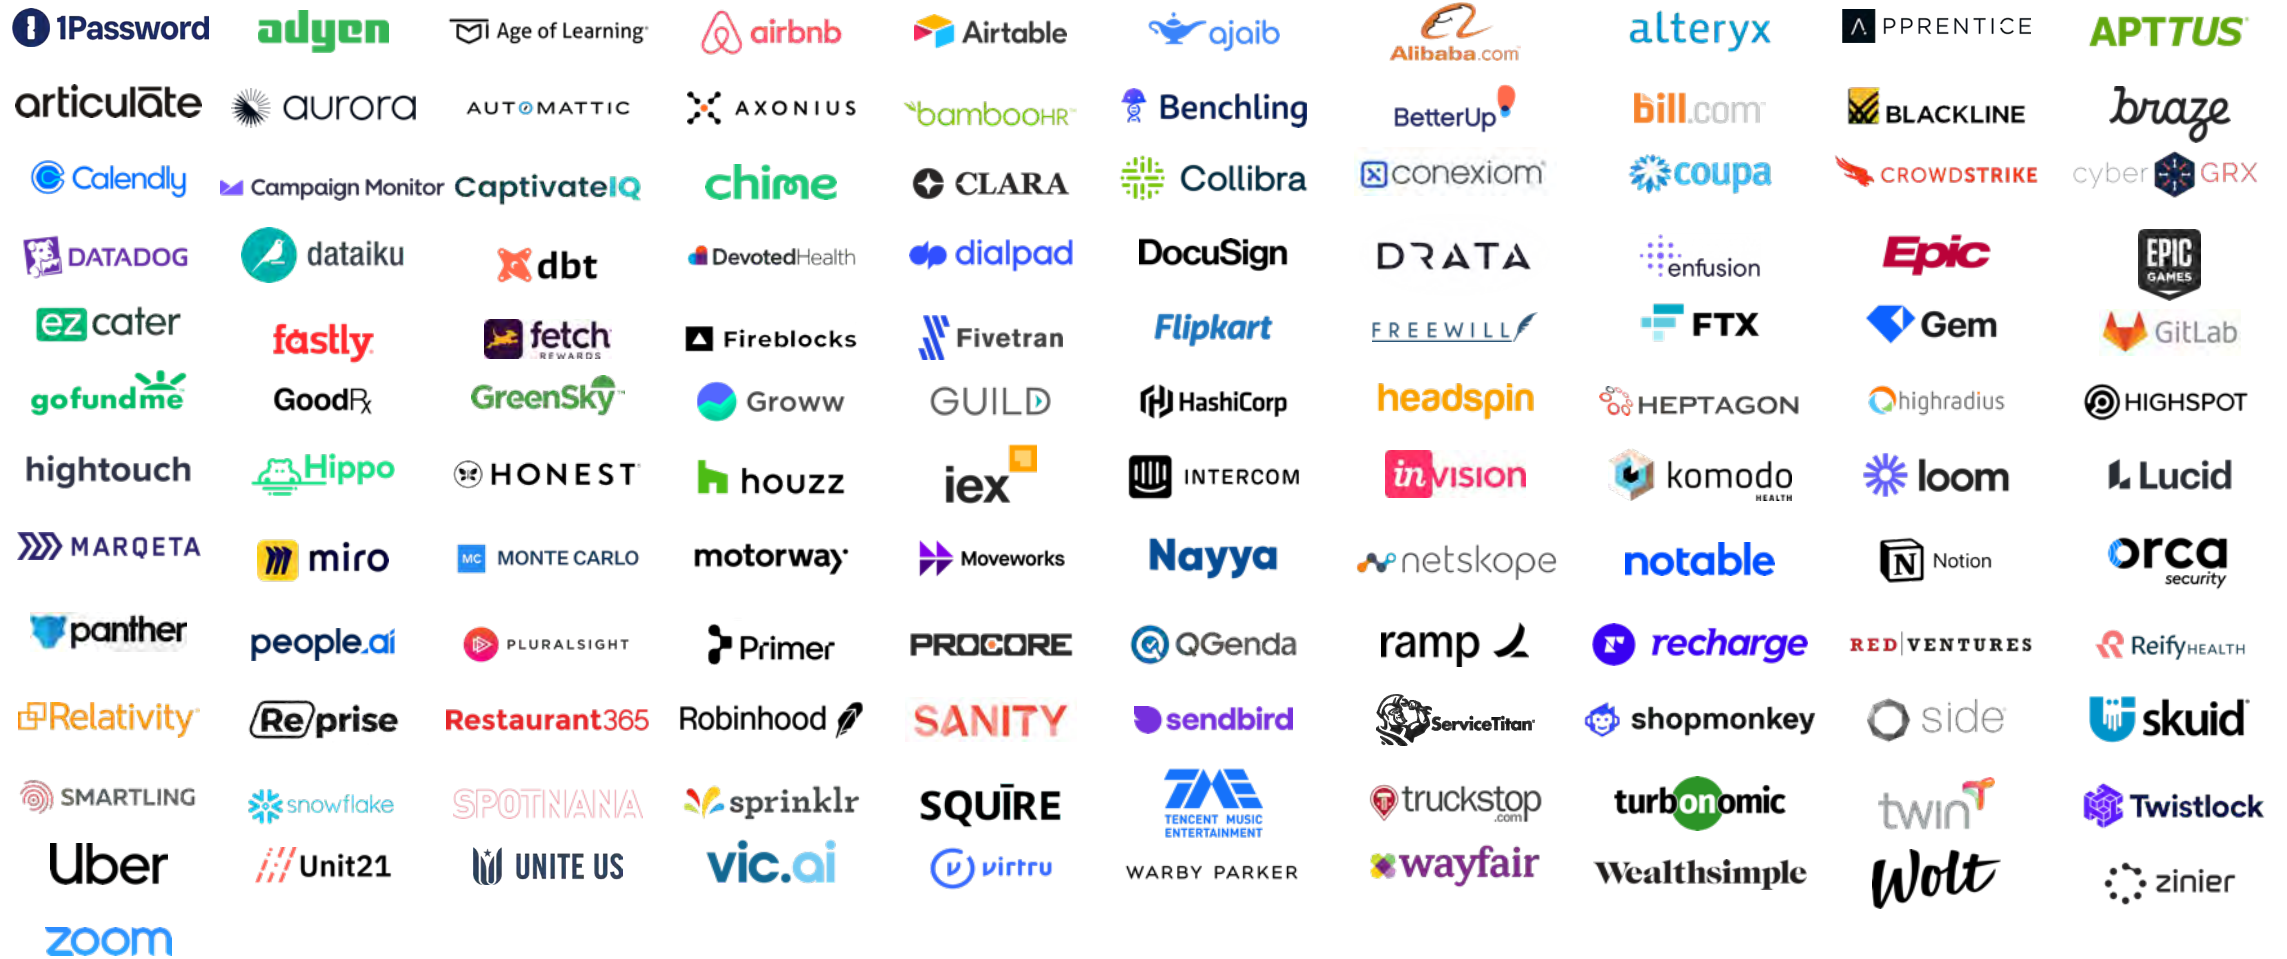 1Password adyen Age of Learning airbnb Airtable ajaib Alibaba.com alteryx APPRENTICE APTTUS
articulate aurora AUTOMATTIC AXONIUS bambooHR Benchling BetterUp bill.com BLACKLINE braze
Calendly Campaign Monitor CaptivateIQ chime CLARA Collibra conexiom coupa CROWDSTRIKE cyber GRX
DATADOG dataiku dbt DevotedHealth dialpad DocuSign DRATA enfusion Epic EPIC GAMES
ez cater fastly fetch REWARDS Fireblocks Fivetran Flipkart FREEWILL FTX Gem GitLab
gofundme GoodRx GreenSky Groww GUILD HashiCorp headspin HEPTAGON highradius HIGHSPOT
hightouch Hippo HONEST houzz iex INTERCOM inVISION komodo HEALTH loom Lucid
MARQETA miro MC MONTE CARLO motorway Moveworks Nayya netskope notable N Notion orca security
panther people.ai PLURALSIGHT Primer PROCORE QGenda ramp recharge RED VENTURES Reify HEALTH
Relativity Re/prise Restaurant365 Robinhood SANITY sendbird ServiceTitan shopmonkey side skuid
SMARTLING snowflake SPOTNANA sprinklr SQUIRE TME TENCENT MUSIC ENTERTAINMENT truckstop .com turbonomic twin Twistlock
Uber Unit21 UNITE US vic.ai virtru WARBY PARKER wayfair Wealthsimple Wolt zinier
zoom